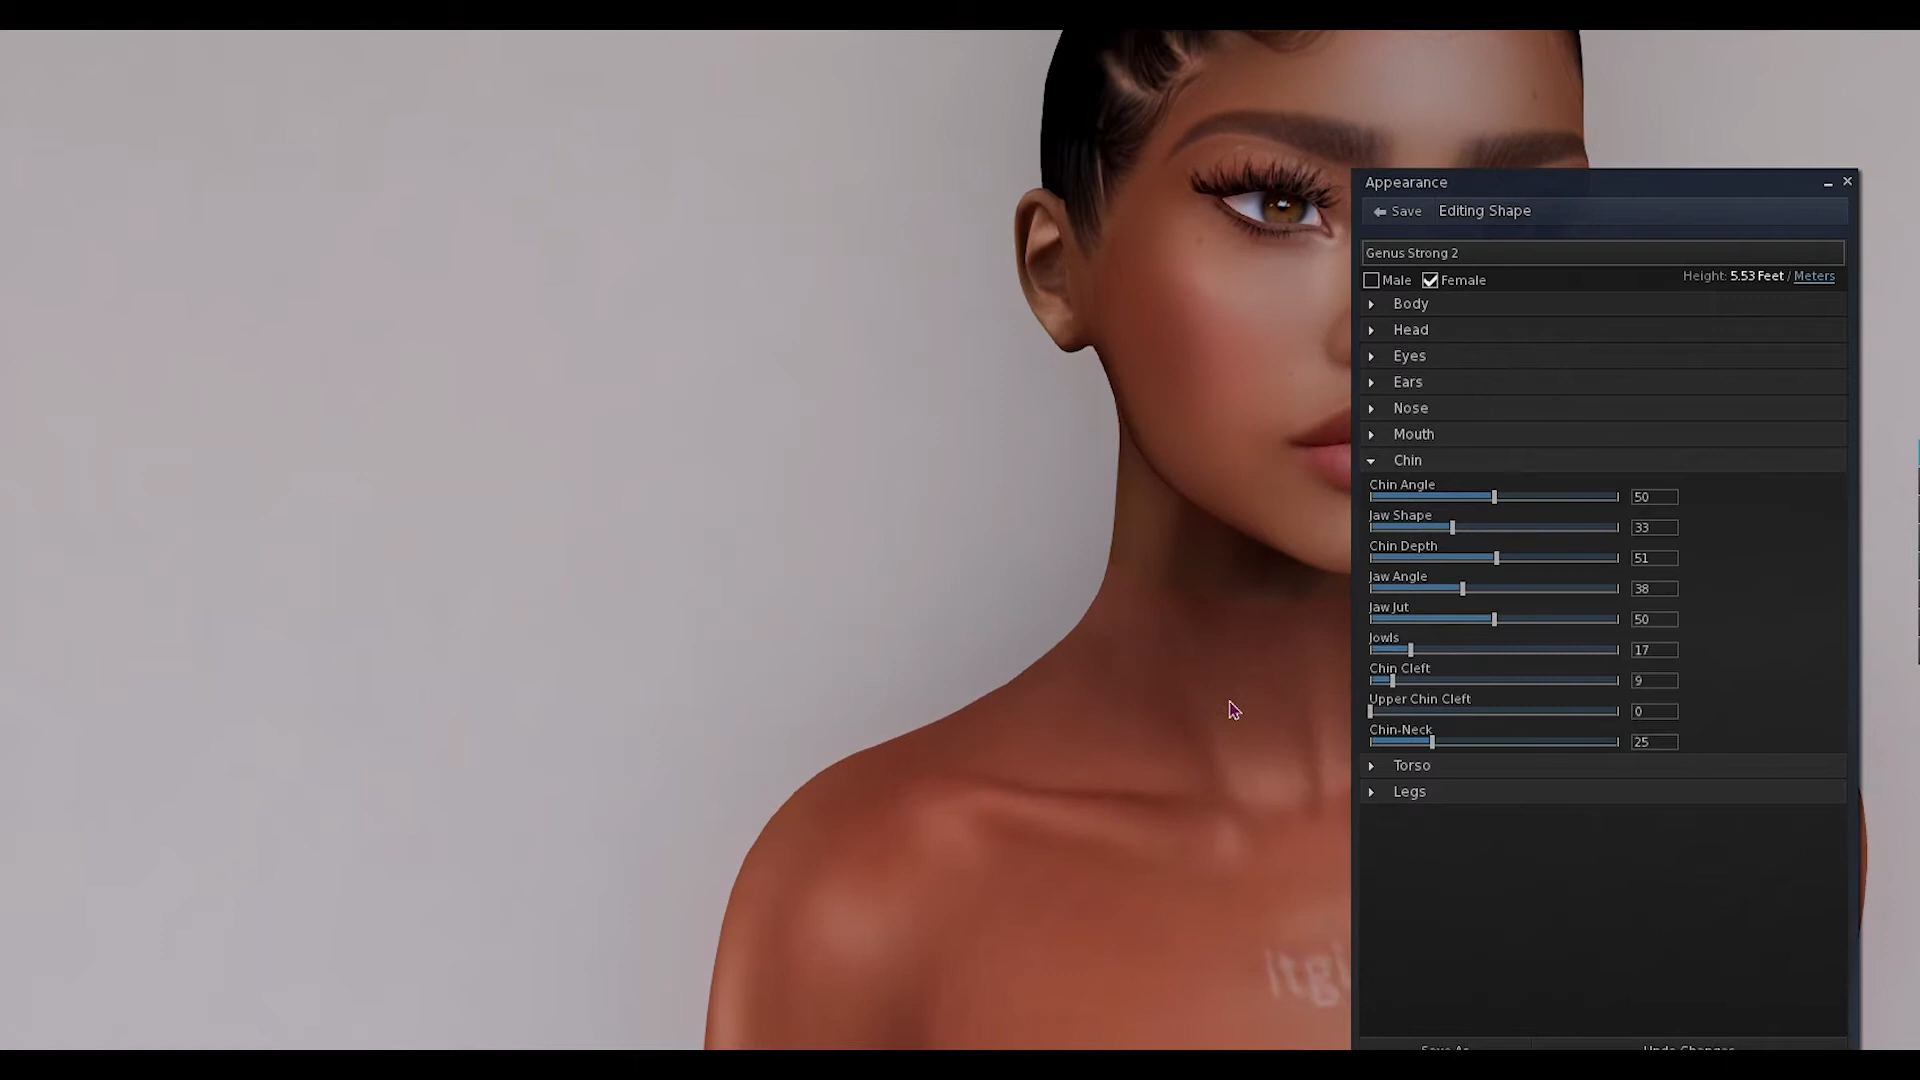 Appearance
Save Editing Shape
Genus Strong 2
Male Female Height: 5.53 Feet / Meters
Body
Head
Eyes
Ears
Nose
Mouth
Chin
Chin Angle
50
Jaw Shape
33
Chin Depth
51
Jaw Angle
38
Jaw Jut
50
Jowls
17
Chin Cleft
9
Upper Chin Cleft
0
Chin-Neck
25
Torso
Legs
Save As Undo Changes